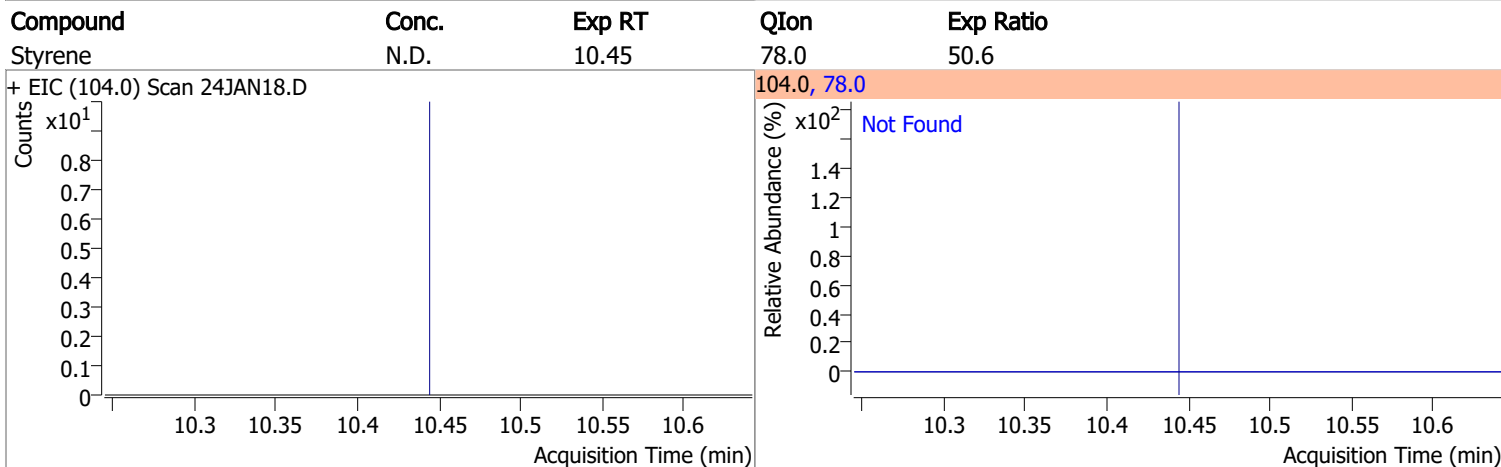 Compound Conc. Exp RT QIon Exp Ratio
Styrene N.D. 10.45 78.0 50.6
+ EIC (104.0) Scan 24JAN18.D
Counts
x10¹
0.8
0.7
0.6
0.5
0.4
0.3
0.2
0.1
0
10.3 10.35 10.4 10.45 10.5 10.55 10.6
Acquisition Time (min)
104.0, 78.0
Relative Abundance (%)
x10²
Not Found
1.4
1.2
1
0.8
0.6
0.4
0.2
0
10.3 10.35 10.4 10.45 10.5 10.55 10.6
Acquisition Time (min)